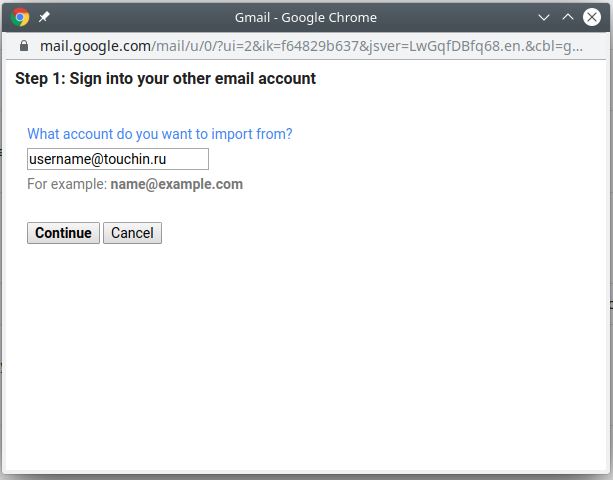 Gmail - Google Chrome
mail.google.com/mail/u/0/?ui=2&ik=f64829b637&jsver=LwGqfDBfq68.en.&cbl=g...
Step 1: Sign into your other email account
What account do you want to import from?
username@touchin.ru
For example: name@example.com
Continue Cancel